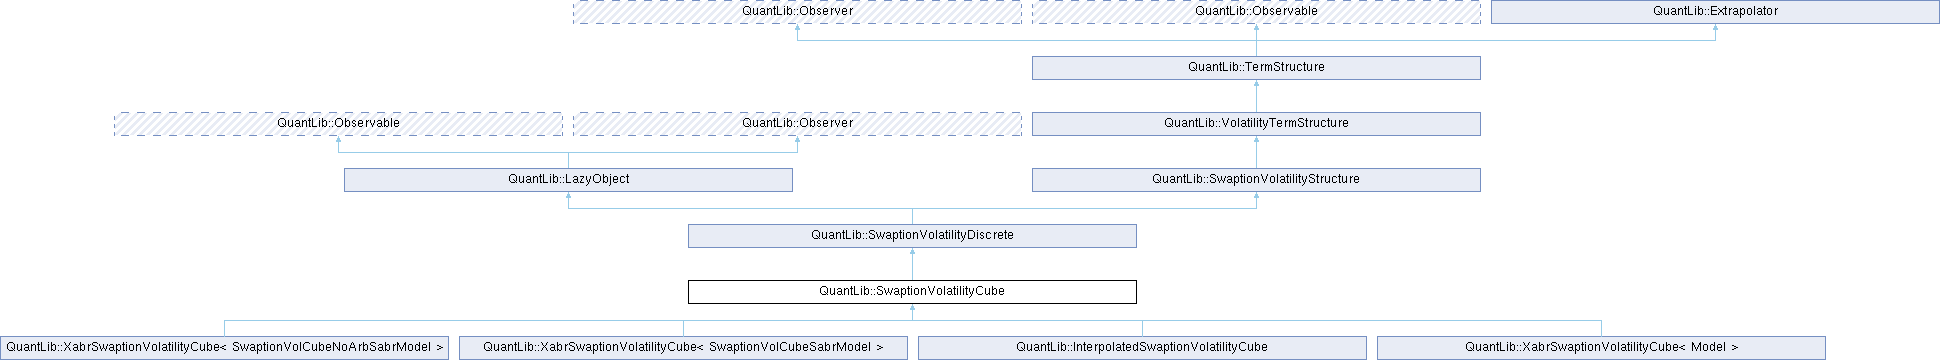 QuantLib::Observer
QuantLib::Observable
QuantLib::Extrapolator
QuantLib::TermStructure
QuantLib::Observable
QuantLib::Observer
QuantLib::VolatilityTermStructure
QuantLib::LazyObject
QuantLib::SwaptionVolatilityStructure
QuantLib::SwaptionVolatilityDiscrete
QuantLib::SwaptionVolatilityCube
QuantLib::XabrSwaptionVolatilityCube< SwaptionVolCubeNoArbSabrModel >
QuantLib::XabrSwaptionVolatilityCube< SwaptionVolCubeSabrModel >
QuantLib::InterpolatedSwaptionVolatilityCube
QuantLib::XabrSwaptionVolatilityCube< Model >